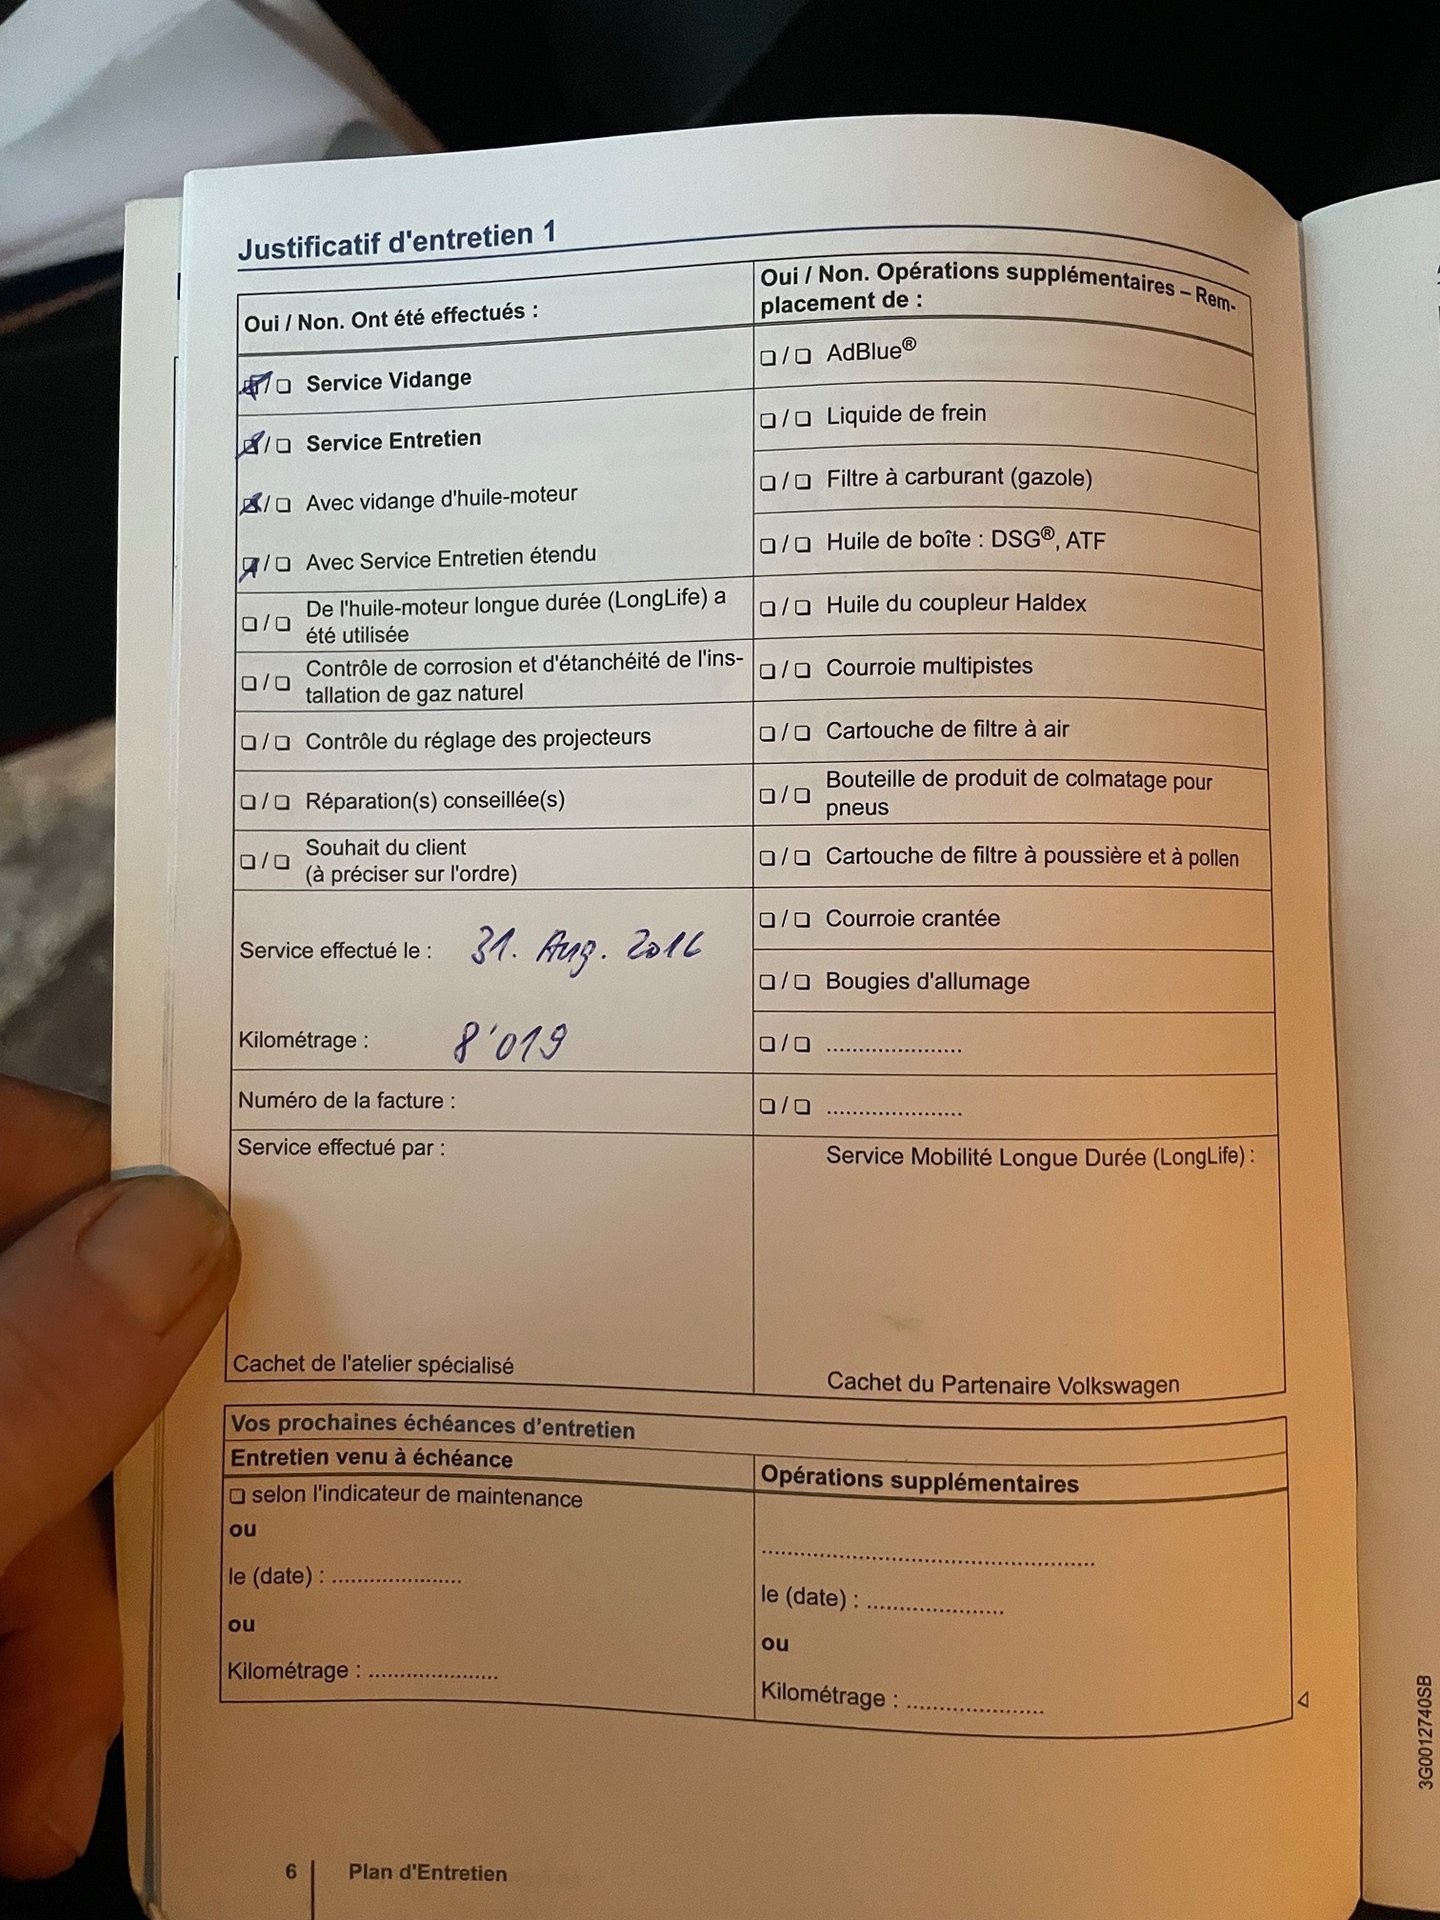 Justificatif d'entretien 1
Oui / Non. Ont été effectués :
❏ / ❏ Service Vidange
❏ / ❏ Service Entretien
❏ / ❏ Avec vidange d'huile-moteur
❏ / ❏ Avec Service Entretien étendu
❏ / ❏ De l'huile-moteur longue durée (LongLife) a
été utilisée
❏ / ❏ Contrôle de corrosion et d'étanchéité de l'ins-
tallation de gaz naturel
❏ / ❏ Contrôle du réglage des projecteurs
❏ / ❏ Réparation(s) conseillée(s)
❏ / ❏ Souhait du client
(à préciser sur l'ordre)
Service effectué le : 31. Aug. 2016
Kilométrage : 8'019
Numéro de la facture :
Service effectué par :
Cachet de l'atelier spécialisé
Oui / Non. Opérations supplémentaires – Rem-
placement de :
❏ / ❏ AdBlue®
❏ / ❏ Liquide de frein
❏ / ❏ Filtre à carburant (gazole)
❏ / ❏ Huile de boîte : DSG®, ATF
❏ / ❏ Huile du coupleur Haldex
❏ / ❏ Courroie multipistes
❏ / ❏ Cartouche de filtre à air
❏ / ❏ Bouteille de produit de colmatage pour
pneus
❏ / ❏ Cartouche de filtre à poussière et à pollen
❏ / ❏ Courroie crantée
❏ / ❏ Bougies d'allumage
❏ / ❏ .....................
❏ / ❏ .....................
Service Mobilité Longue Durée (LongLife) :
Cachet du Partenaire Volkswagen
Vos prochaines échéances d'entretien
Entretien venu à échéance
❏ selon l'indicateur de maintenance
ou
le (date) : ....................
ou
Kilométrage : ....................
Opérations supplémentaires
....................................................
le (date) : .....................
ou
Kilométrage : .....................
6 Plan d'Entretien
3G0012740SB